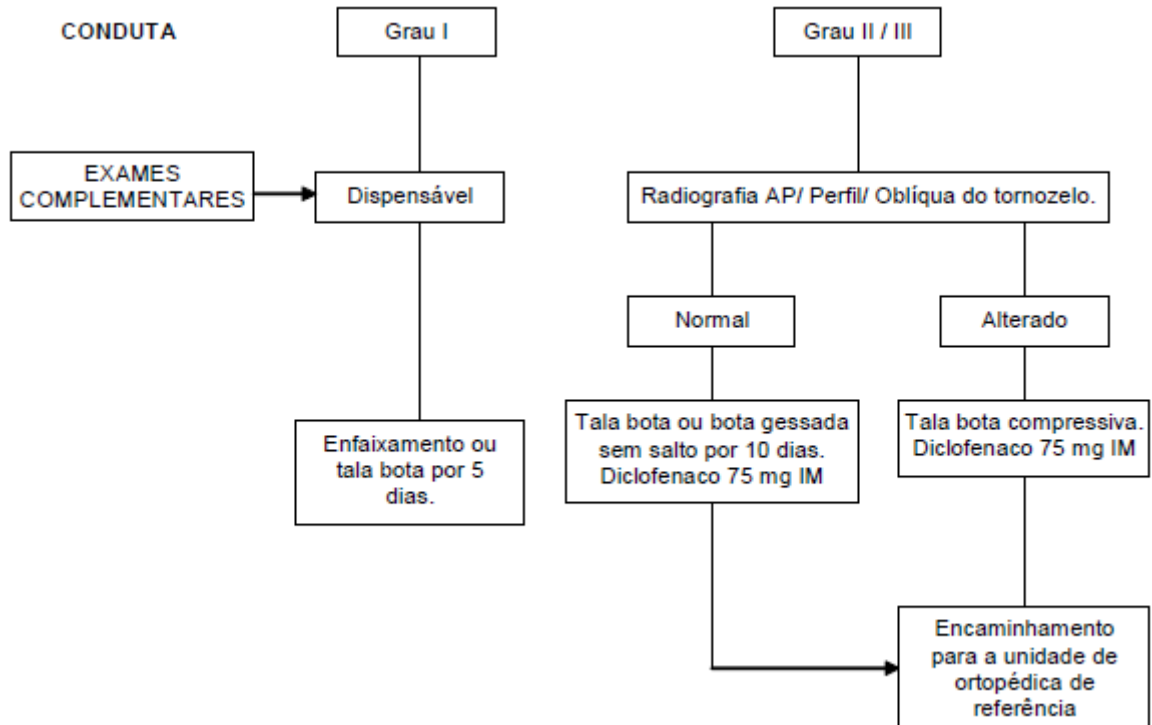 CONDUTA
Grau I
Grau II / III
EXAMES
COMPLEMENTARES
Dispensável
Radiografia AP/ Perfil/ Oblíqua do tornozelo.
Normal
Alterado
Enfaixamento ou
tala bota por 5
dias.
Tala bota ou bota gessada
sem salto por 10 dias.
Diclofenaco 75 mg IM
Tala bota compressiva.
Diclofenaco 75 mg IM
Encaminhamento
para a unidade de
ortopédica de
referência